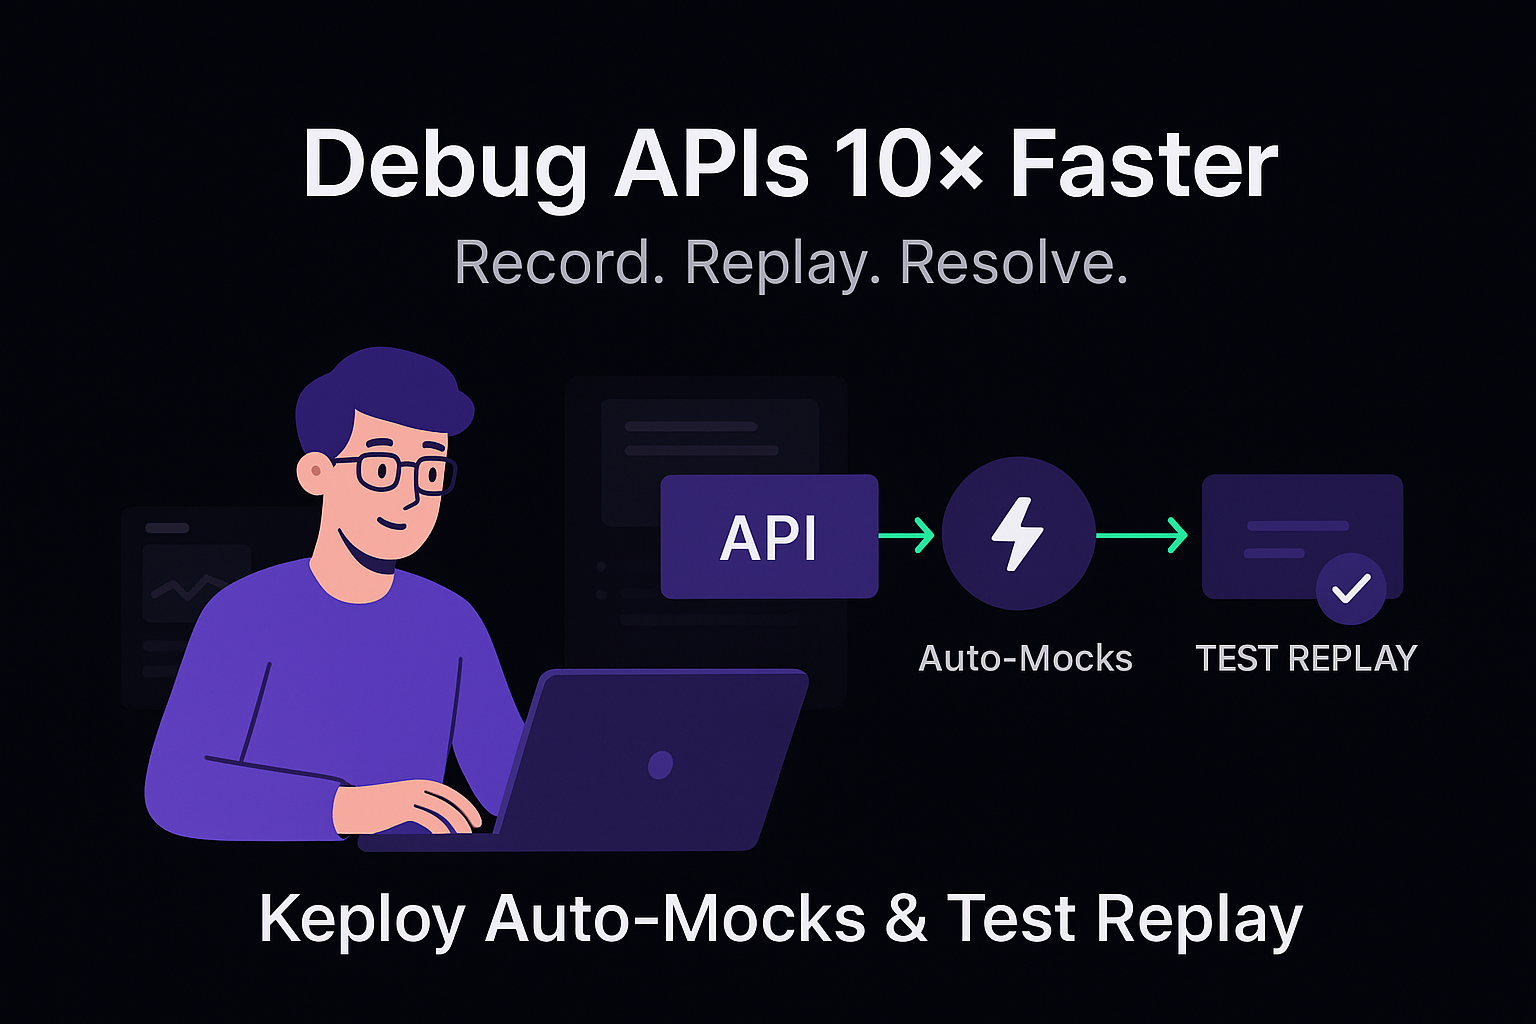 Debug APIs 10× Faster
Record. Replay. Resolve.
API
Auto-Mocks
TEST REPLAY
Keploy Auto-Mocks & Test Replay